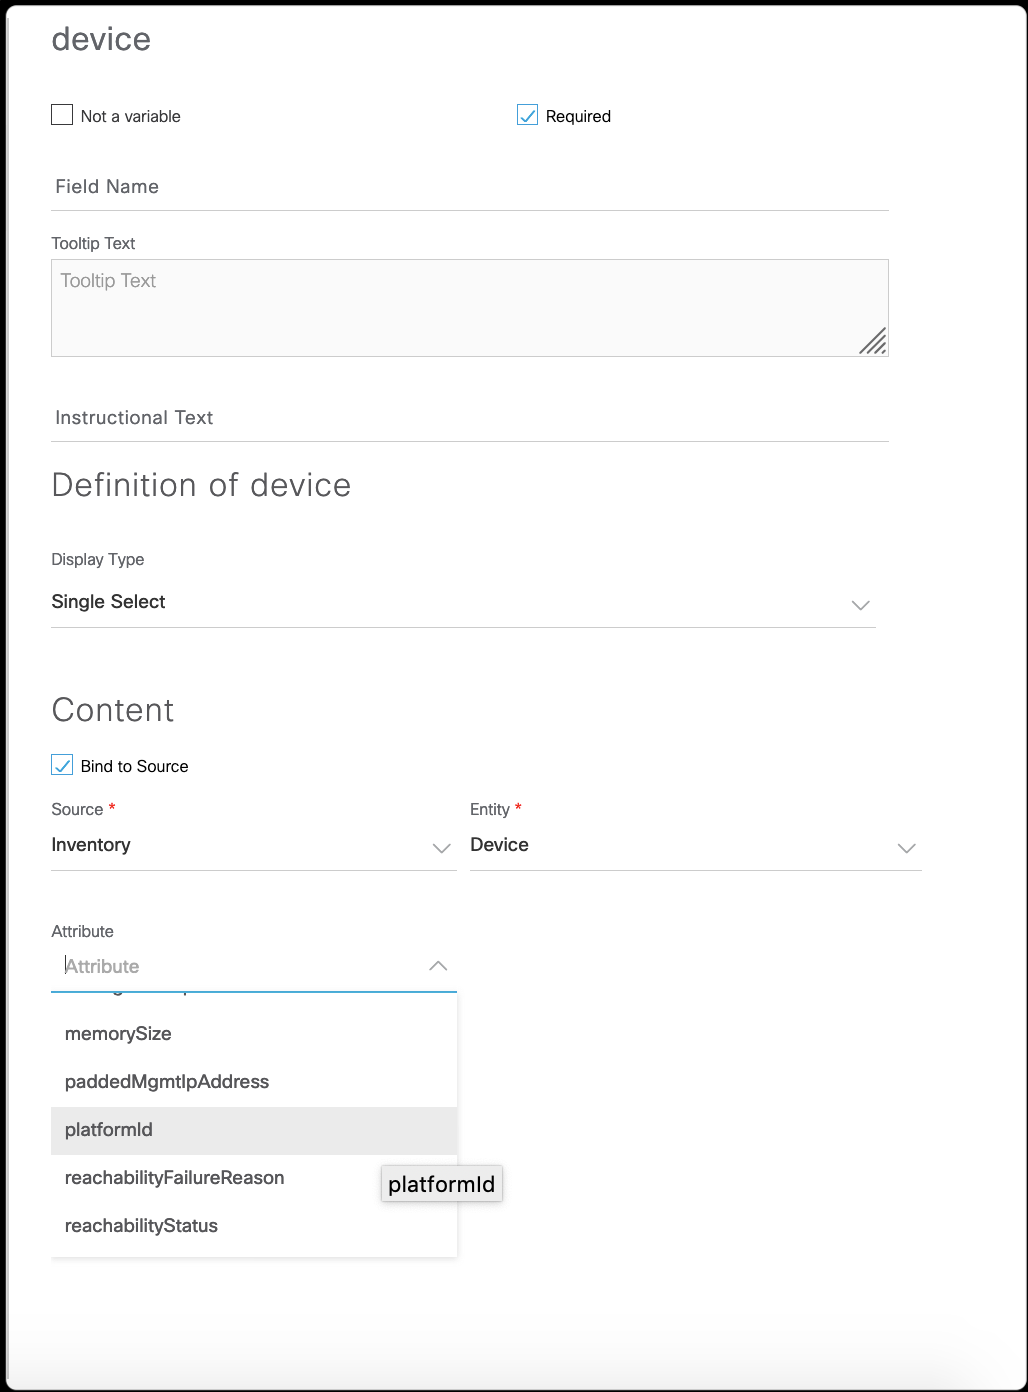 device
Not a variable
Required
Field Name
Tooltip Text
Tooltip Text
Instructional Text
Definition of device
Display Type
Single Select
Content
Bind to Source
Source *
Entity *
Inventory
Device
Attribute
Attribute
memorySize
paddedMgmtIpAddress
platformId
reachabilityFailureReason
platformId
reachabilityStatus